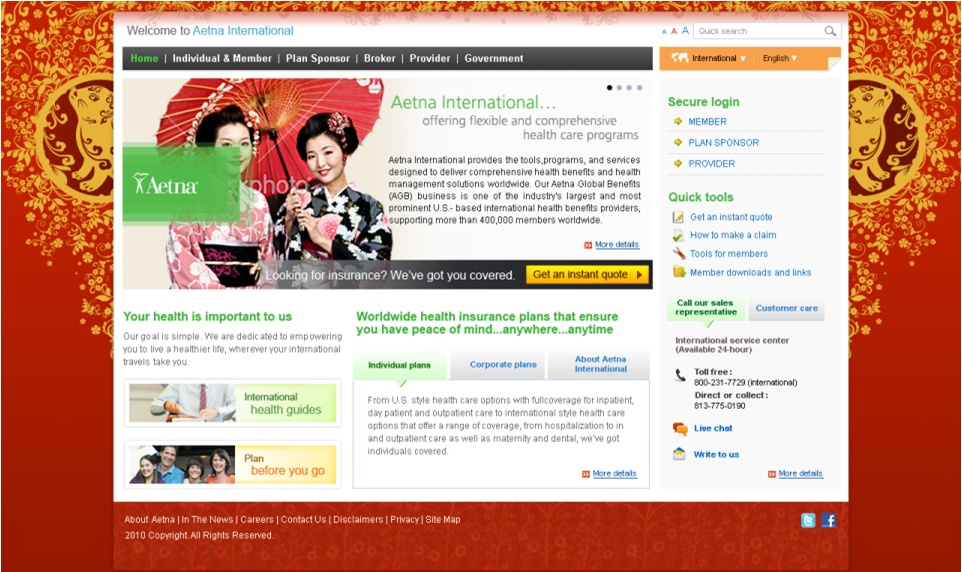 Welcome to Aetna International
A A A Quick search
Home | Individual & Member | Plan Sponsor | Broker | Provider | Government
International English
Aetna International…
offering flexible and comprehensive
health care programs
Aetna International provides the tools,programs, and services
designed to deliver comprehensive health benefits and health
management solutions worldwide. Our Aetna Global Benefits
(AGB) business is one of the industry's largest and most
prominent U.S.- based international health benefits providers,
supporting more than 400,000 members worldwide.
More details
Aetna
photo
Looking for insurance? We've got you covered. Get an instant quote
Secure login
MEMBER
PLAN SPONSOR
PROVIDER
Quick tools
Get an instant quote
How to make a claim
Tools for members
Member downloads and links
Call our sales
representative
Customer care
International service center
(Available 24-hour)
Toll free :
800-231-7729 (international)
Direct or collect :
813-775-0190
Live chat
Write to us
More details
Your health is important to us
Our goal is simple. We are dedicated to empowering
you to live a healthier life, wherever your international
travels take you.
International
health guides
Plan
before you go
Worldwide health insurance plans that ensure
you have peace of mind...anywhere...anytime
Individual plans
Corporate plans
About Aetna
International
From U.S. style health care options with fullcoverage for inpatient,
day patient and outpatient care to international style health care
options that offer a range of coverage, from hospitalization to in
and outpatient care as well as maternity and dental, we've got
individuals covered.
More details
About Aetna | In The News | Careers | Contact Us | Disclaimers | Privacy | Site Map
2010 Copyright.All Rights Reserved.